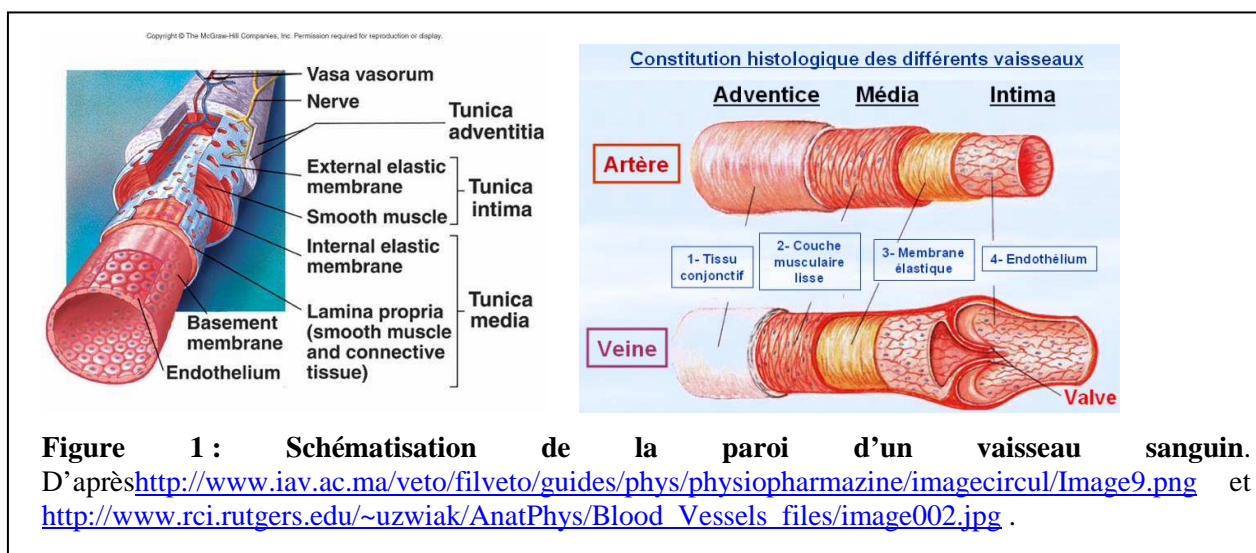 Copyright © The McGraw-Hill Companies, Inc. Permission required for reproduction or display.
Vasa vasorum
Nerve
Tunica
adventitia
External elastic
membrane
Smooth muscle
Tunica
intima
Internal elastic
membrane
Lamina propria
(smooth muscle
and connective
tissue)
Tunica
media
Basement
membrane
Endothelium
Constitution histologique des différents vaisseaux
Adventice Média Intima
Artère
1- Tissu
conjonctif
2- Couche
musculaire
lisse
3- Membrane
élastique
4- Endothélium
Veine
Valve
Figure 1 : Schématisation de la paroi d’un vaisseau sanguin.
D’aprèshttp://www.iav.ac.ma/veto/filveto/guides/phys/physiopharmazine/imagecircul/Image9.png et
http://www.rci.rutgers.edu/~uzwiak/AnatPhys/Blood_Vessels_files/image002.jpg .